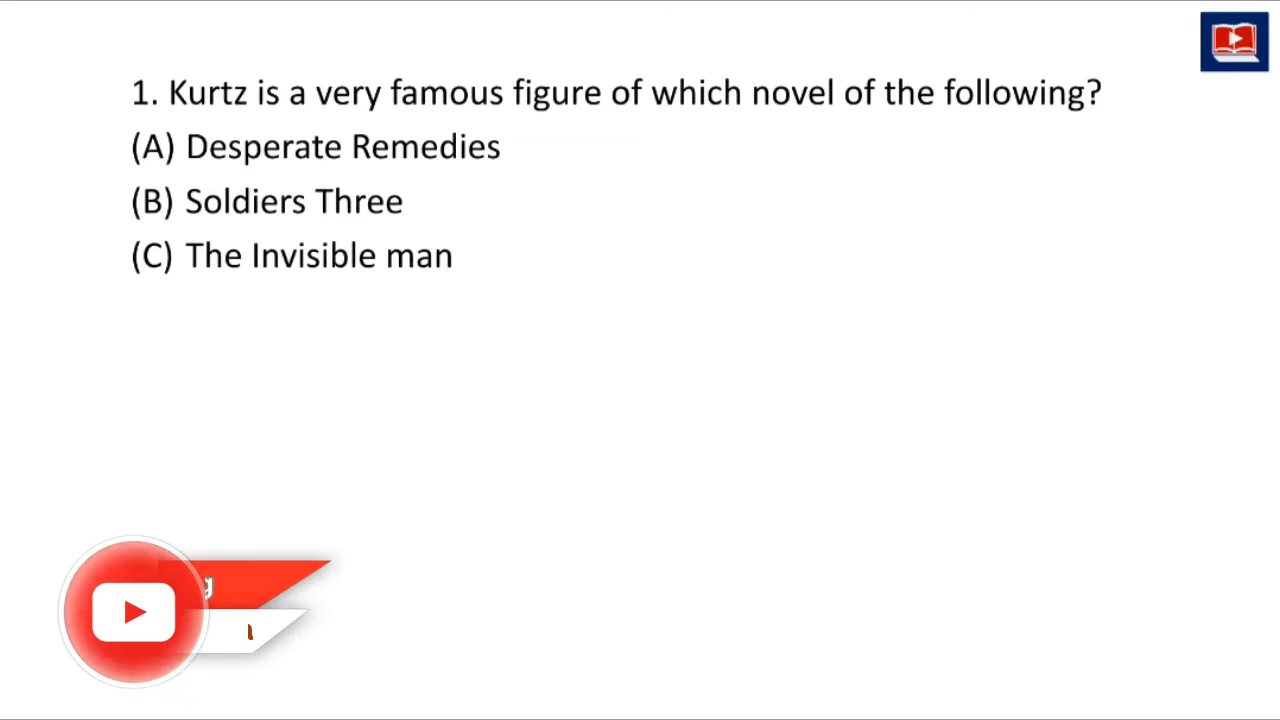 1. Kurtz is a very famous figure of which novel of the following?
(A) Desperate Remedies
(B) Soldiers Three
(C) The Invisible man